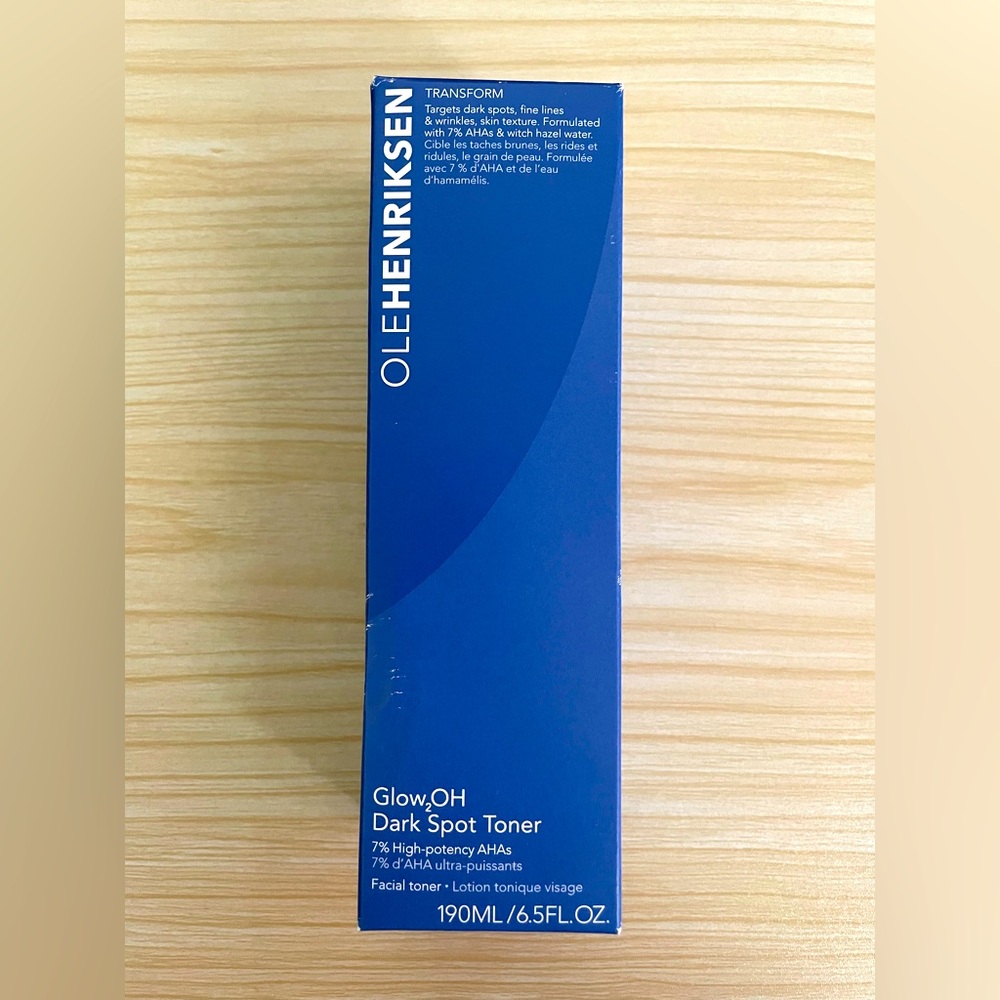 OLEHENRIKSEN
TRANSFORM
Targets dark spots, fine lines
& wrinkles, skin texture. Formulated
with 7% AHAs & witch hazel water.
Cible les taches brunes, les rides et
ridules, le grain de peau. Formulée
avec 7 % d'AHA et de l'eau
d'hamamélis.
Glow₂OH
Dark Spot Toner
7% High-potency AHAs
7% d'AHA ultra-puissants
Facial toner • Lotion tonique visage
190ML / 6.5FL.OZ.